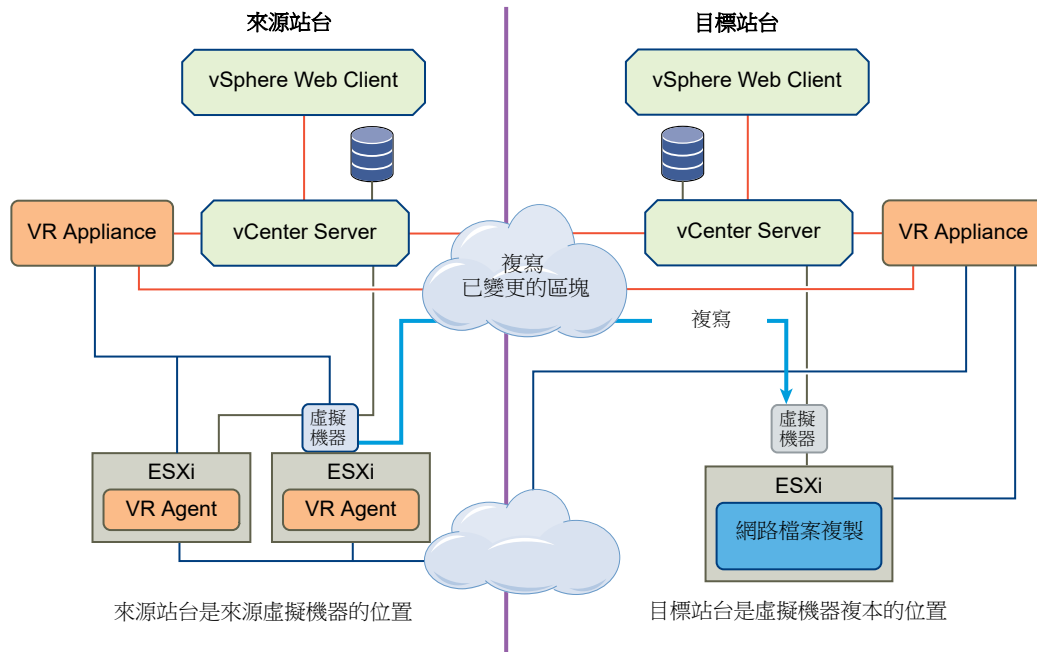 來源站台
目標站台
vSphere Web Client
vSphere Web Client
VR Appliance
vCenter Server
vCenter Server
VR Appliance
複寫
已變更的區塊
複寫
虛擬
機器
虛擬
機器
ESXi
VR Agent
ESXi
VR Agent
ESXi
網路檔案複製
來源站台是來源虛擬機器的位置
目標站台是虛擬機器複本的位置